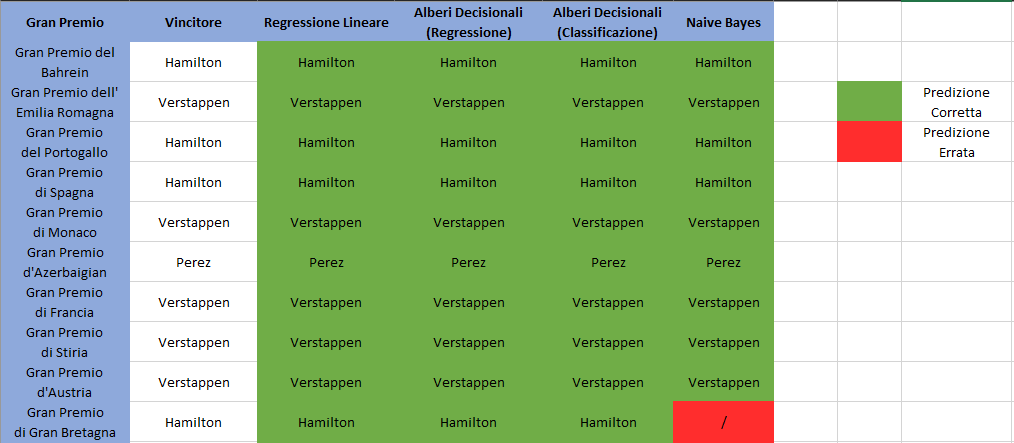 Gran Premio Vincitore Regressione Lineare Alberi Decisionali (Regressione) Alberi Decisionali (Classificazione) Naive Bayes
Gran Premio del Bahrein Hamilton Hamilton Hamilton Hamilton Hamilton
Gran Premio dell' Emilia Romagna Verstappen Verstappen Verstappen Verstappen Verstappen Predizione Corretta
Gran Premio del Portogallo Hamilton Hamilton Hamilton Hamilton Hamilton Predizione Errata
Gran Premio di Spagna Hamilton Hamilton Hamilton Hamilton Hamilton
Gran Premio di Monaco Verstappen Verstappen Verstappen Verstappen Verstappen
Gran Premio d'Azerbaigian Perez Perez Perez Perez Perez
Gran Premio di Francia Verstappen Verstappen Verstappen Verstappen Verstappen
Gran Premio di Stiria Verstappen Verstappen Verstappen Verstappen Verstappen
Gran Premio d'Austria Verstappen Verstappen Verstappen Verstappen Verstappen
Gran Premio di Gran Bretagna Hamilton Hamilton Hamilton Hamilton /